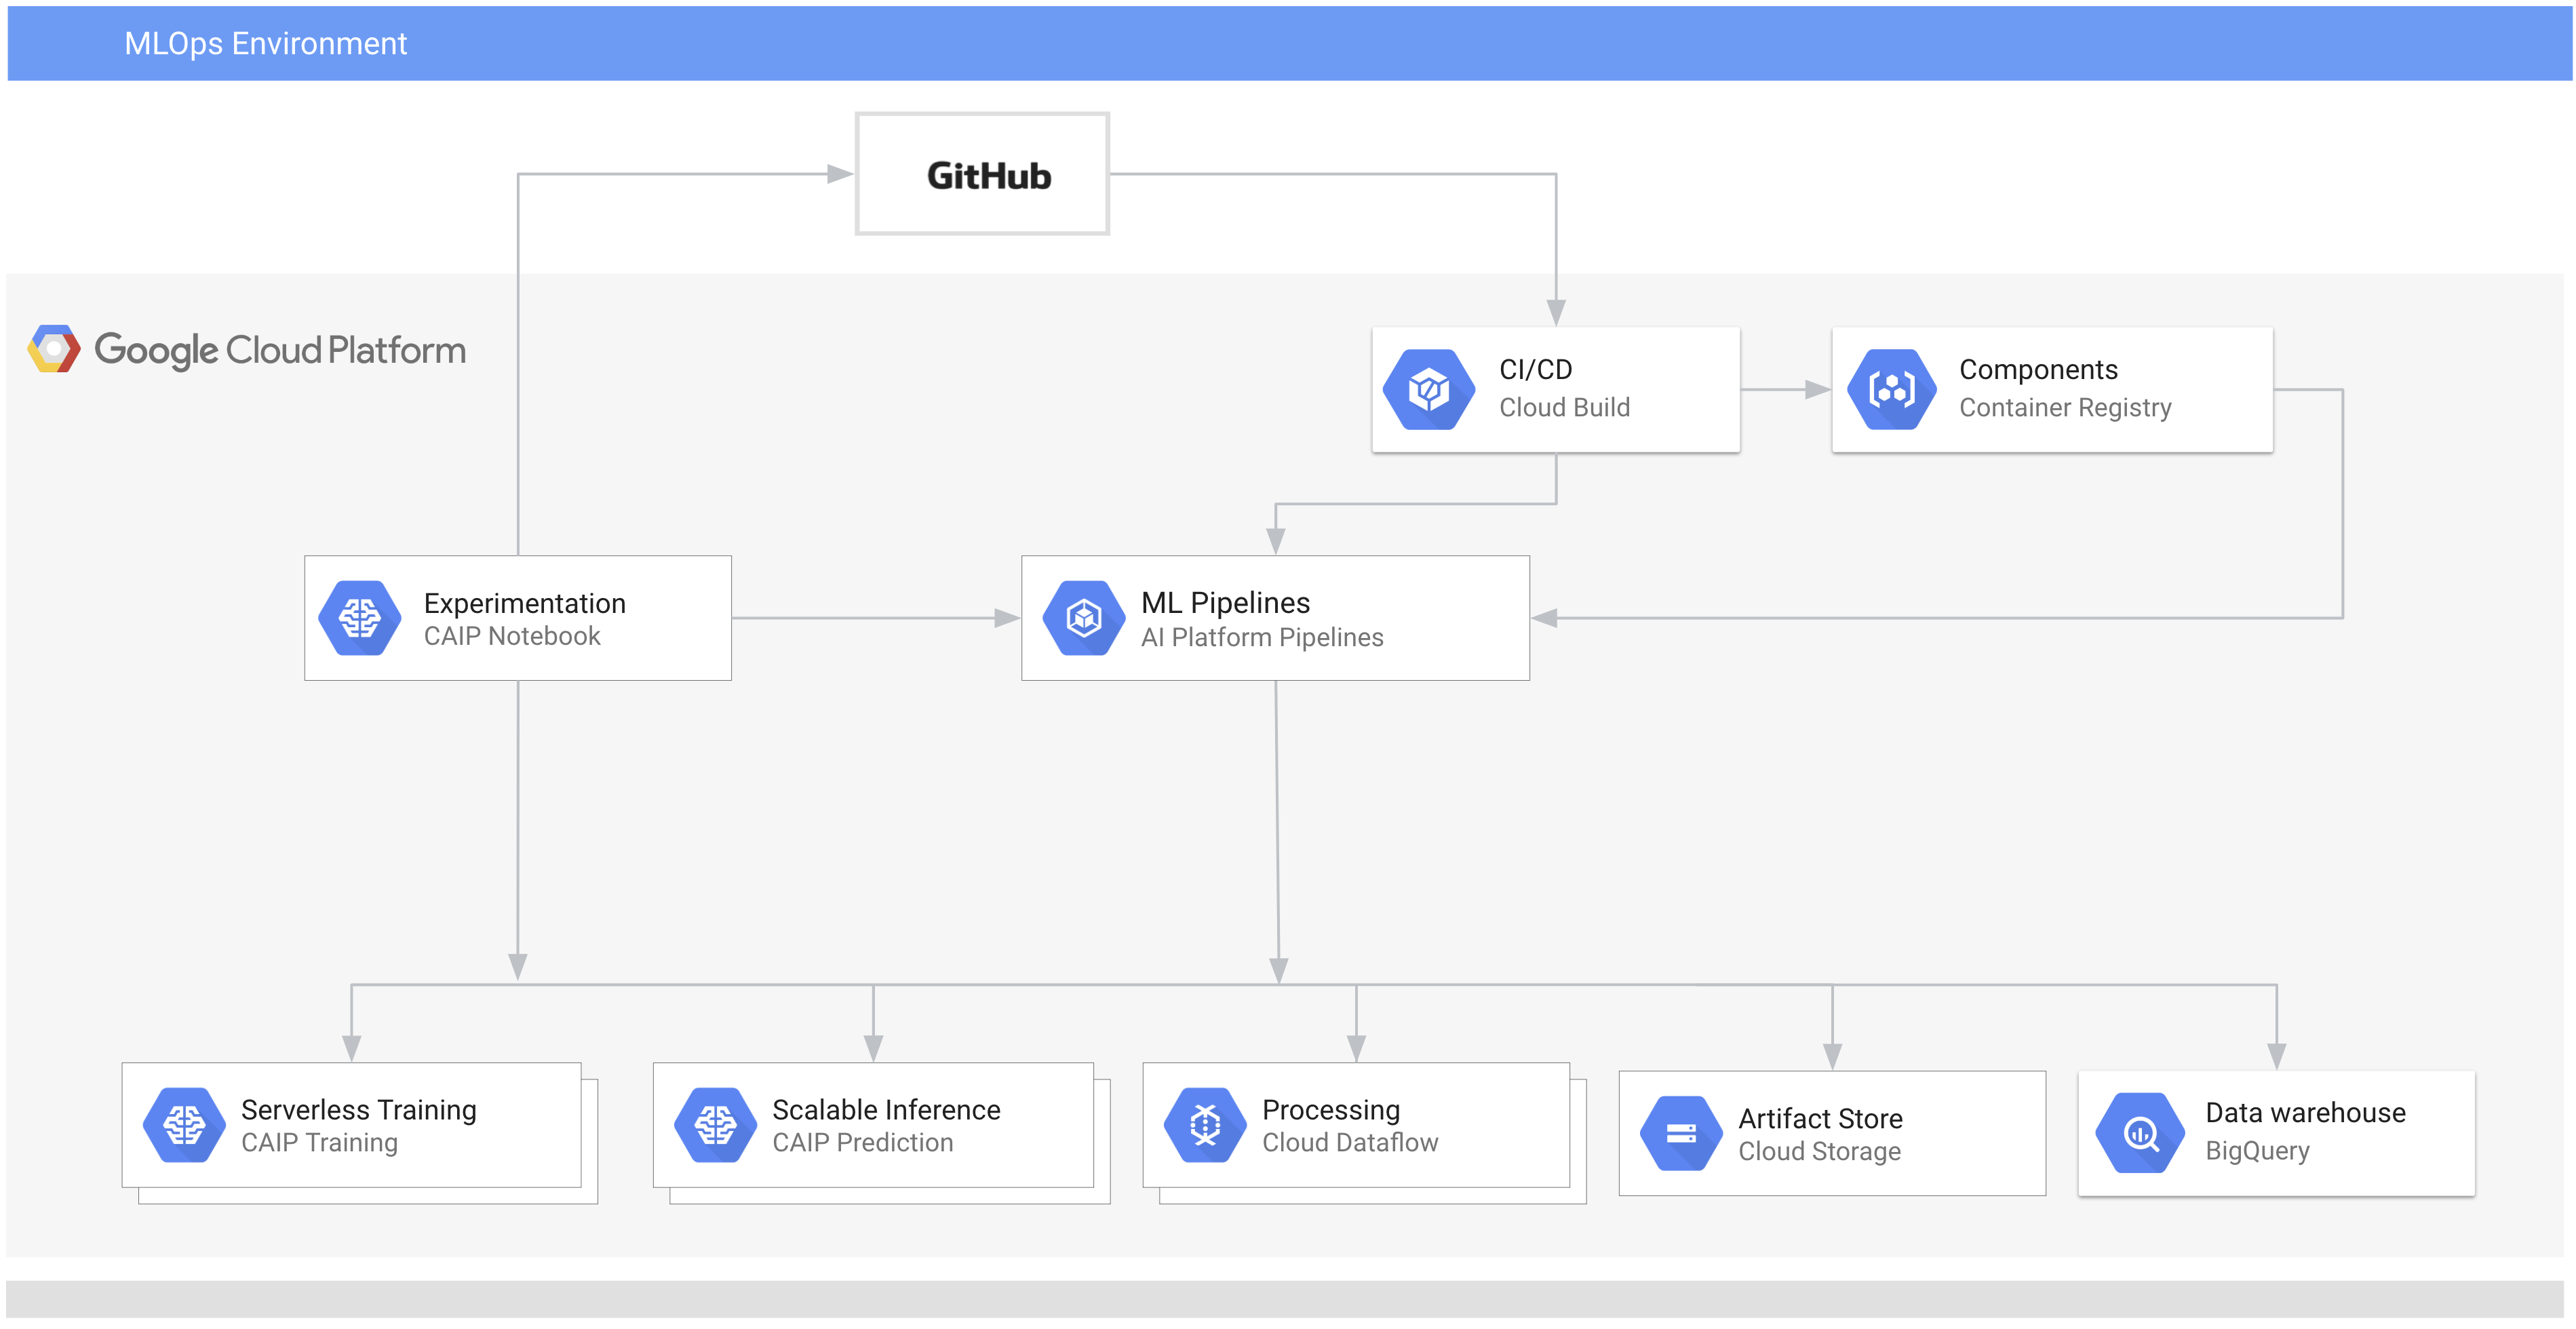 MLOps Environment
GitHub
Google Cloud Platform
CI/CD
Cloud Build
Components
Container Registry
Experimentation
CAIP Notebook
ML Pipelines
AI Platform Pipelines
Serverless Training
CAIP Training
Scalable Inference
CAIP Prediction
Processing
Cloud Dataflow
Artifact Store
Cloud Storage
Data warehouse
BigQuery